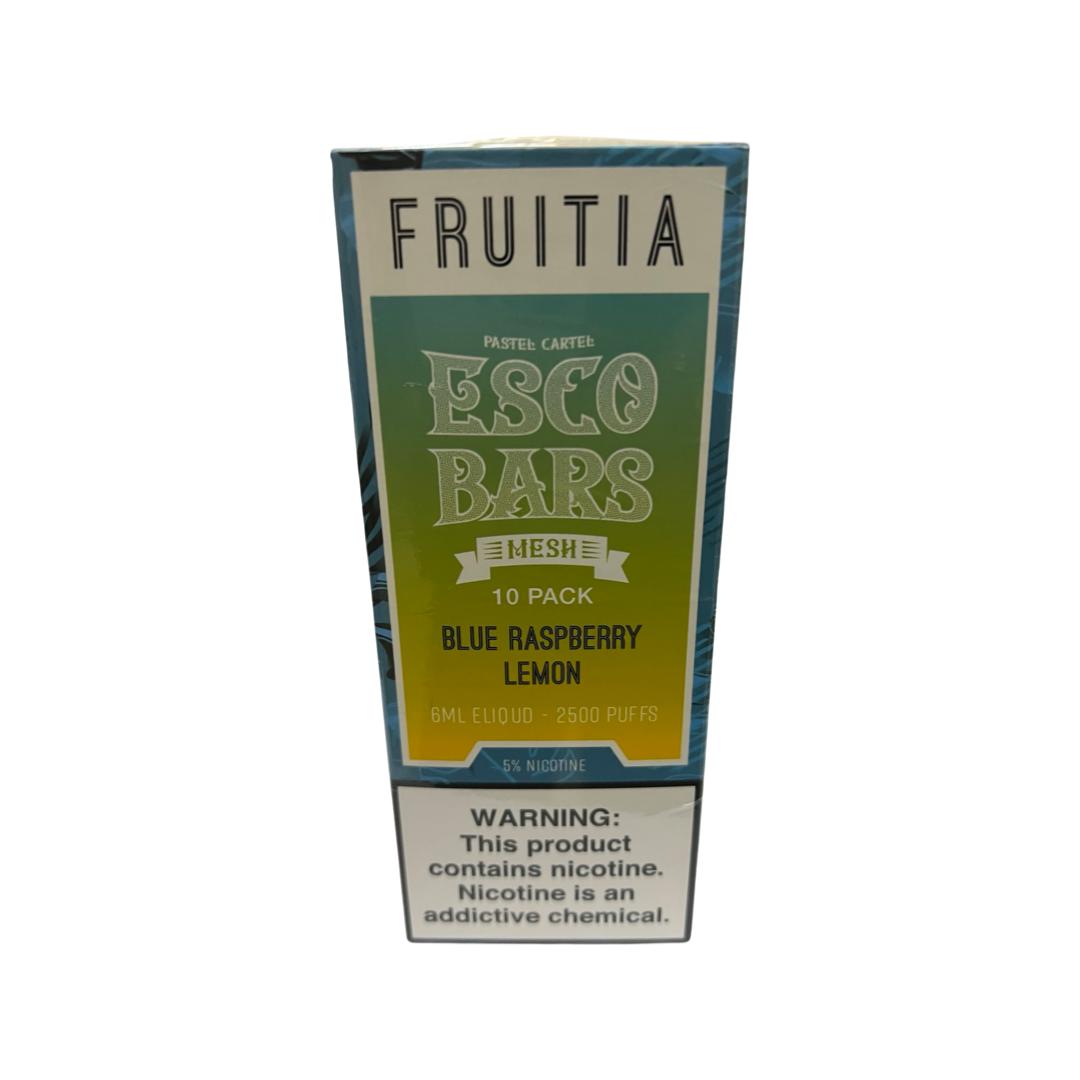 FRUITIA
PASTEL CARTEL
ESCO
BARS
MESH
10 PACK
BLUE RASPBERRY
LEMON
6ML ELIQUD - 2500 PUFFS
5% NICOTINE
WARNING:
This product
contains nicotine.
Nicotine is an
addictive chemical.